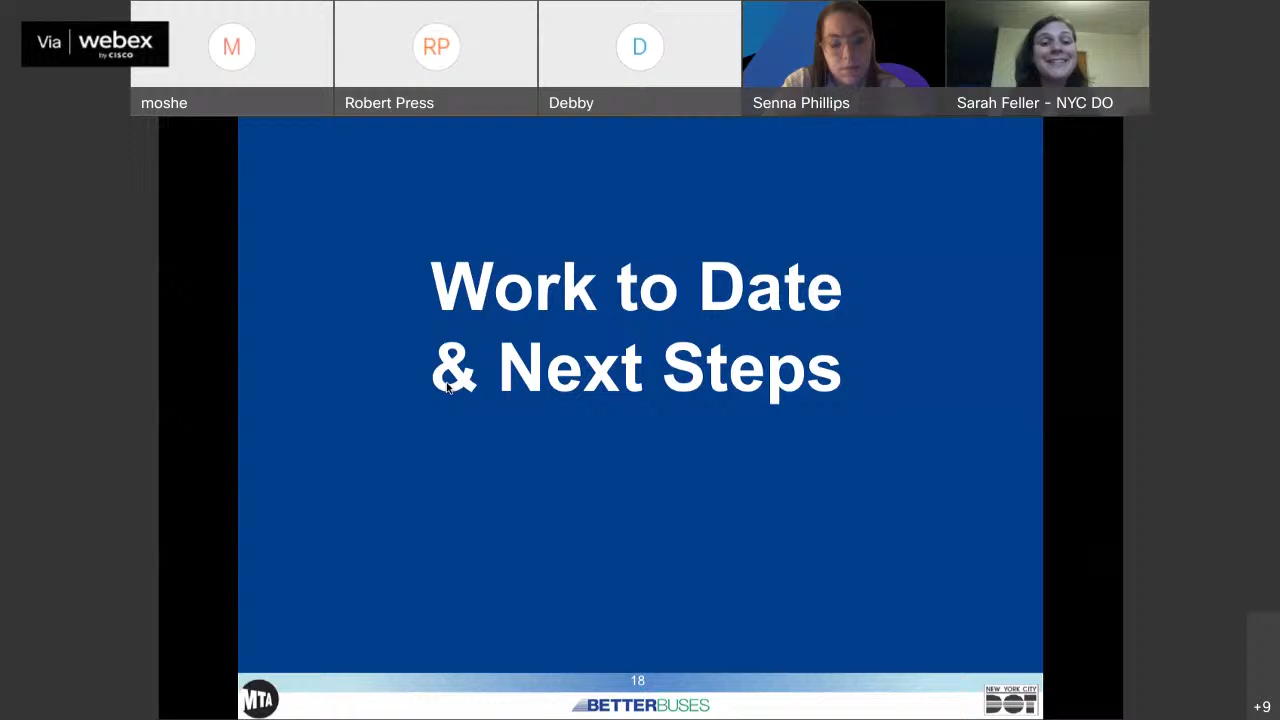 Via | webex
by CISCO
M
RP
D
moshe
Robert Press
Debby
Senna Phillips
Sarah Feller - NYC DO
Work to Date
& Next Steps
18
MTA
BETTERBUSES
NEW YORK CITY
DOT
+9